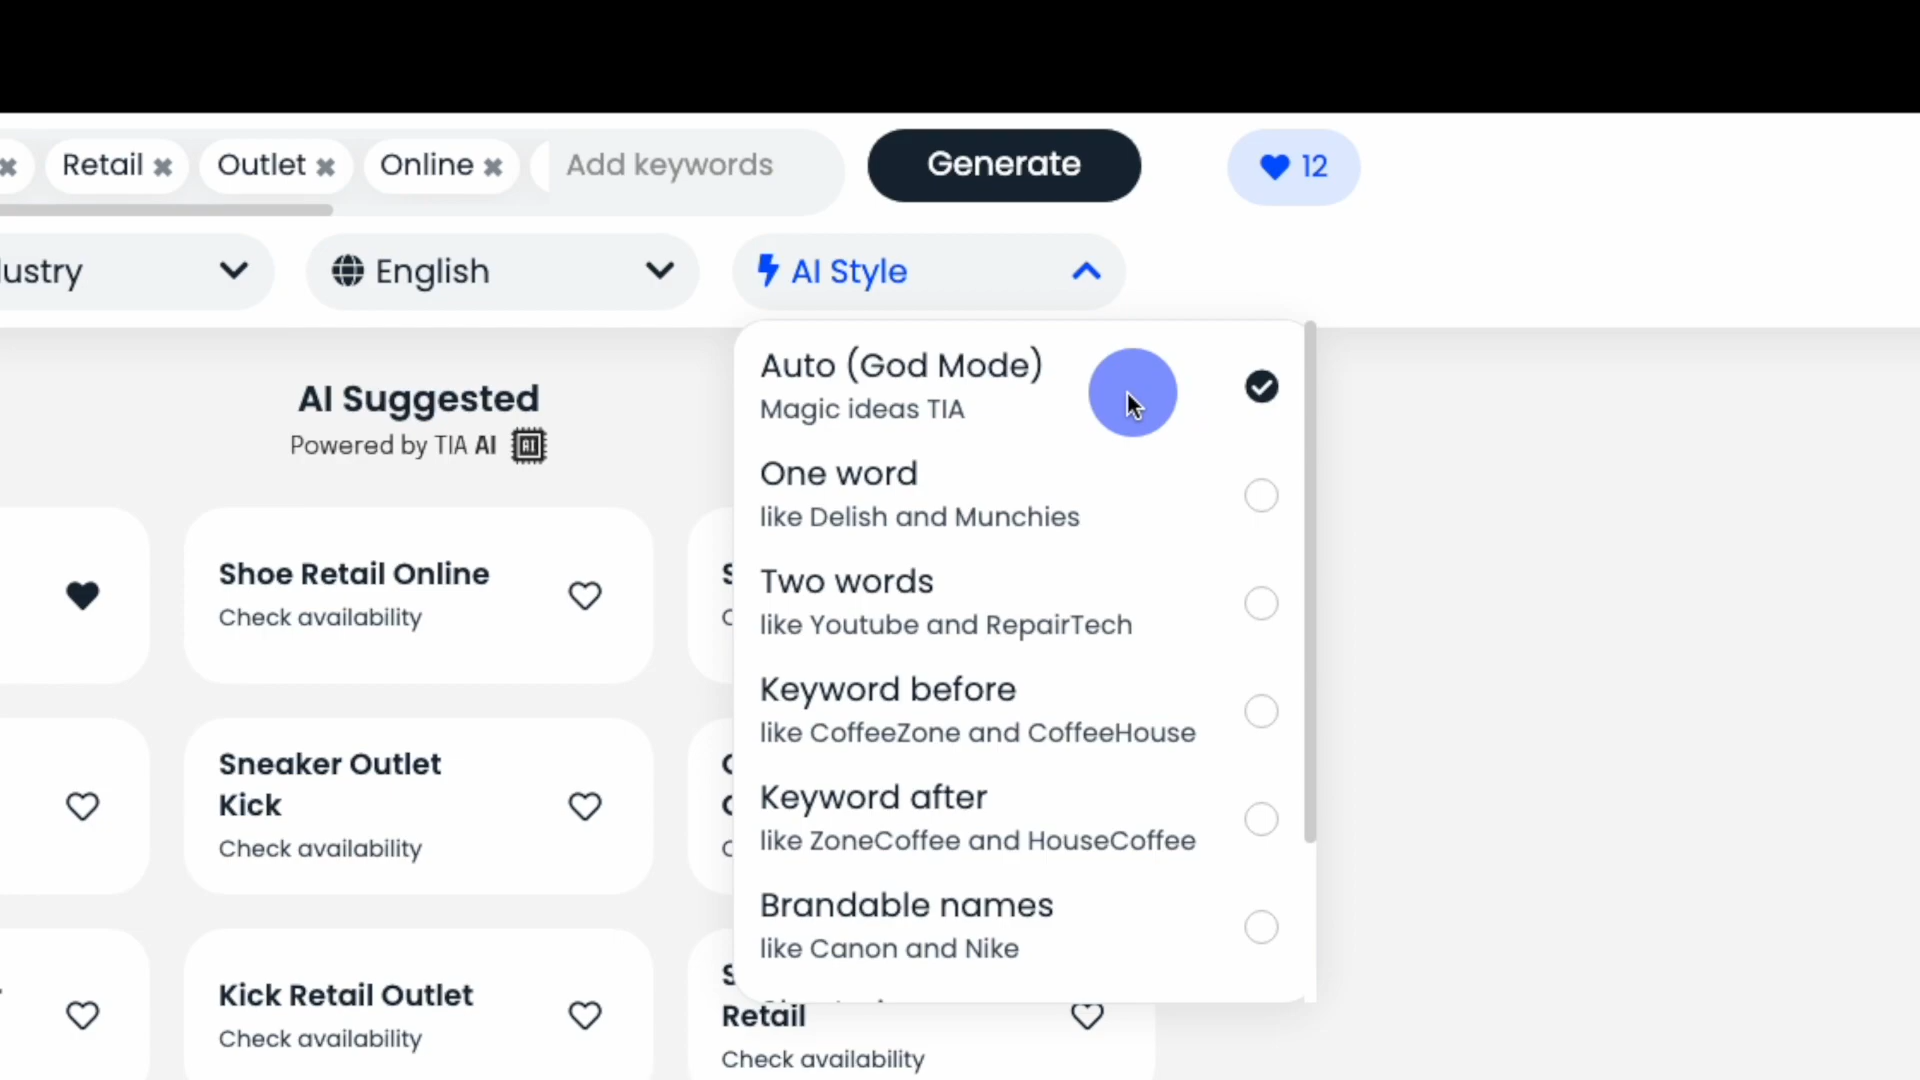 Retail
Outlet
Online
Add keywords
Generate
12
ustry
English
AI Style
AI Suggested
Powered by TIA AI
AI
Auto (God Mode)
Magic ideas TIA
One word
like Delish and Munchies
Two words
like Youtube and RepairTech
Keyword before
like CoffeeZone and CoffeeHouse
Keyword after
like ZoneCoffee and HouseCoffee
Brandable names
like Canon and Nike
Shoe Retail Online
Check availability
Sneaker Outlet
Kick
Check availability
Kick Retail Outlet
Check availability
Retail
Check availability